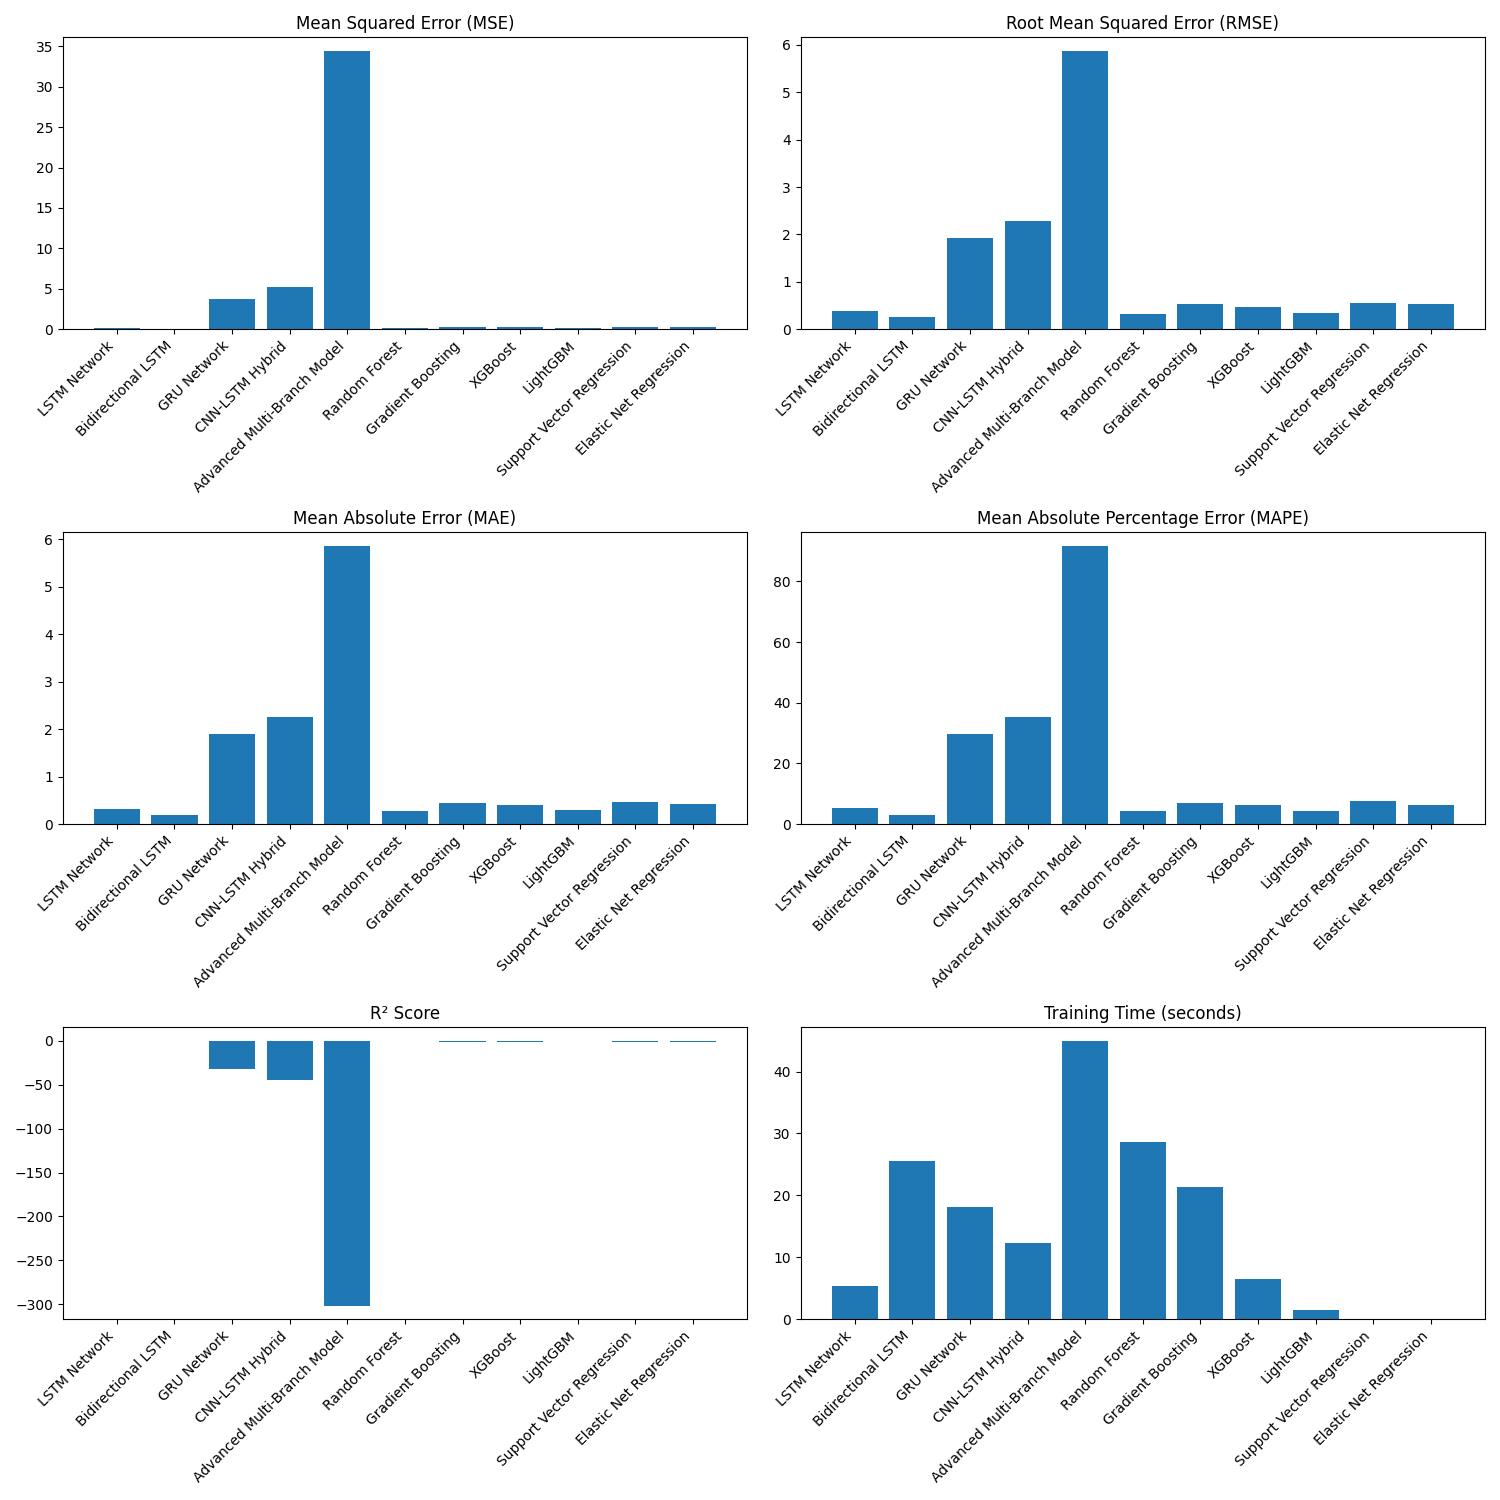 Mean Squared Error (MSE)
35
30
25
20
15
10
5
0
LSTM Network
Bidirectional LSTM
GRU Network
CNN-LSTM Hybrid
Advanced Multi-Branch Model
Random Forest
Gradient Boosting
XGBoost
LightGBM
Support Vector Regression
Elastic Net Regression
Root Mean Squared Error (RMSE)
6
5
4
3
2
1
0
LSTM Network
Bidirectional LSTM
GRU Network
CNN-LSTM Hybrid
Advanced Multi-Branch Model
Random Forest
Gradient Boosting
XGBoost
LightGBM
Support Vector Regression
Elastic Net Regression
Mean Absolute Error (MAE)
6
5
4
3
2
1
0
LSTM Network
Bidirectional LSTM
GRU Network
CNN-LSTM Hybrid
Advanced Multi-Branch Model
Random Forest
Gradient Boosting
XGBoost
LightGBM
Support Vector Regression
Elastic Net Regression
Mean Absolute Percentage Error (MAPE)
80
60
40
20
0
LSTM Network
Bidirectional LSTM
GRU Network
CNN-LSTM Hybrid
Advanced Multi-Branch Model
Random Forest
Gradient Boosting
XGBoost
LightGBM
Support Vector Regression
Elastic Net Regression
R² Score
0
−50
−100
−150
−200
−250
−300
LSTM Network
Bidirectional LSTM
GRU Network
CNN-LSTM Hybrid
Advanced Multi-Branch Model
Random Forest
Gradient Boosting
XGBoost
LightGBM
Support Vector Regression
Elastic Net Regression
Training Time (seconds)
40
30
20
10
0
LSTM Network
Bidirectional LSTM
GRU Network
CNN-LSTM Hybrid
Advanced Multi-Branch Model
Random Forest
Gradient Boosting
XGBoost
LightGBM
Support Vector Regression
Elastic Net Regression